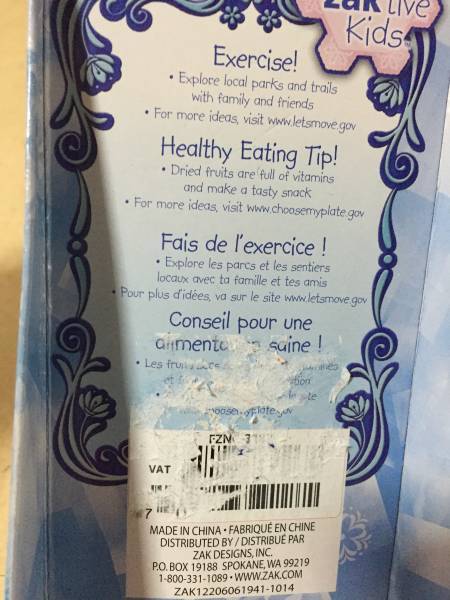 zak tive
Kids
Exercise!
• Explore local parks and trails
with family and friends
• For more ideas, visit www.letsmove.gov
Healthy Eating Tip!
• Dried fruits are full of vitamins
and make a tasty snack
• For more ideas, visit www.choosemyplate.gov
Fais de l'exercice !
• Explore les parcs et les sentiers
locaux avec ta famille et tes amis
• Pour plus d'idées, va sur le site www.letsmove.gov
Conseil pour une
saine !
• Les
et
•
VAT
7
MADE IN CHINA • FABRIQUÉ EN CHINE
DISTRIBUTED BY / DISTRIBUÉ PAR
ZAK DESIGNS, INC.
P.O. BOX 19188 SPOKANE, WA 99219
1-800-331-1089 • WWW.ZAK.COM
ZAK12206061941-1014